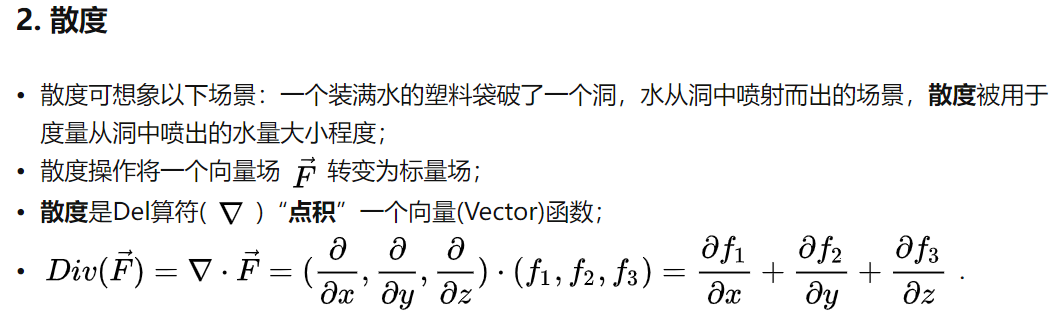 2. 散度
• 散度可想象以下场景：一个装满水的塑料袋破了一个洞，水从洞中喷射而出的场景，散度被用于
度量从洞中喷出的水量大小程度；
• 散度操作将一个向量场 $\vec{F}$ 转变为标量场；
• 散度是Del算符( ∇ )“点积”一个向量(Vector)函数；
• $Div(\vec{F}) = \nabla \cdot \vec{F} = (\frac{\partial}{\partial x}, \frac{\partial}{\partial y}, \frac{\partial}{\partial z}) \cdot (f_1, f_2, f_3) = \frac{\partial f_1}{\partial x} + \frac{\partial f_2}{\partial y} + \frac{\partial f_3}{\partial z}$ .